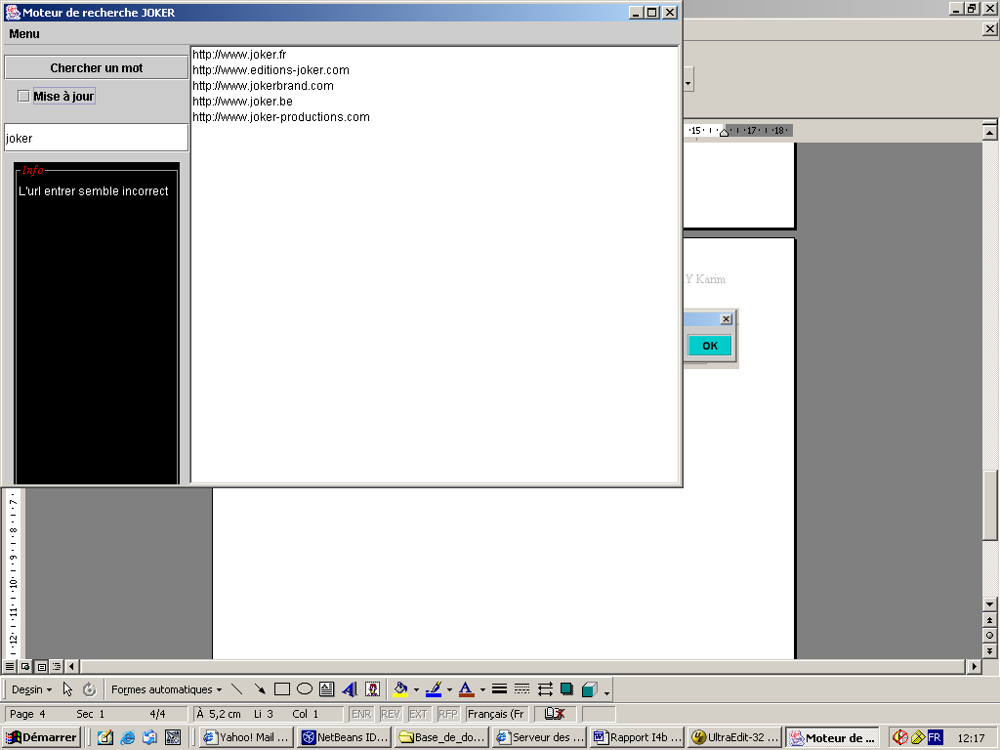 Moteur de recherche JOKER
Menu
Chercher un mot
Mise à jour
joker
Info
L'url entrer semble incorrect
http://www.joker.fr
http://www.editions-joker.com
http://www.jokerbrand.com
http://www.joker.be
http://www.joker-productions.com
15 17 18
Y Karim
OK
7
8
9
10
11
12
Dessin Formes automatiques
Page 4 Sec 1 4/4 À 5,2 cm Li 3 Col 1 ENR REV EXT RFP Français (Fr
Démarrer Yahoo! Mail ... NetBeans ID... Base_de_do... Serveur des ... Rapport I4b ... UltraEdit-32 ... Moteur de ... FR 12:17